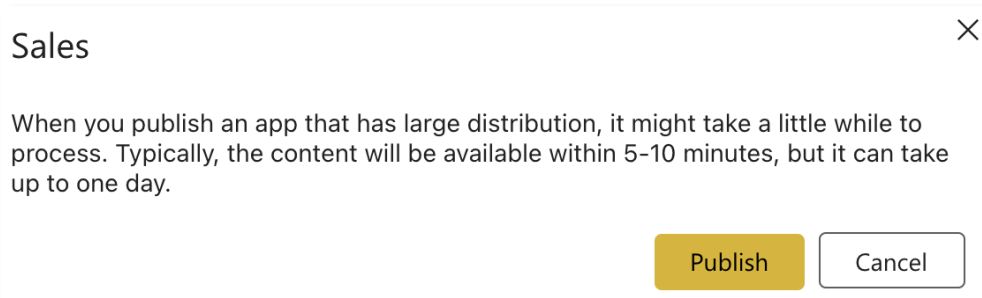 Sales
When you publish an app that has large distribution, it might take a little while to
process. Typically, the content will be available within 5-10 minutes, but it can take
up to one day.
Publish
Cancel